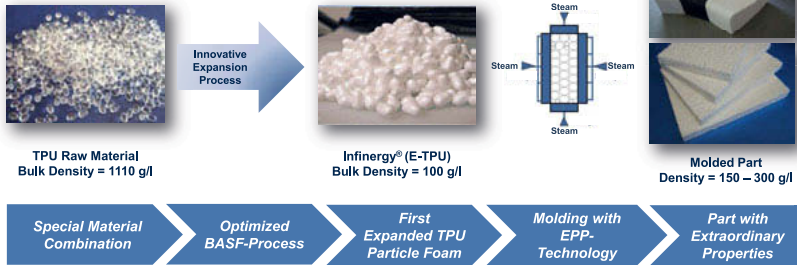 Innovative
Expansion
Process
Steam
Steam
Steam
Steam
TPU Raw Material
Bulk Density = 1110 g/l
Infinergy® (E-TPU)
Bulk Density = 100 g/l
Molded Part
Density = 150 – 300 g/l
Special Material
Combination
Optimized
BASF-Process
First
Expanded TPU
Particle Foam
Molding with
EPP-
Technology
Part with
Extraordinary
Properties